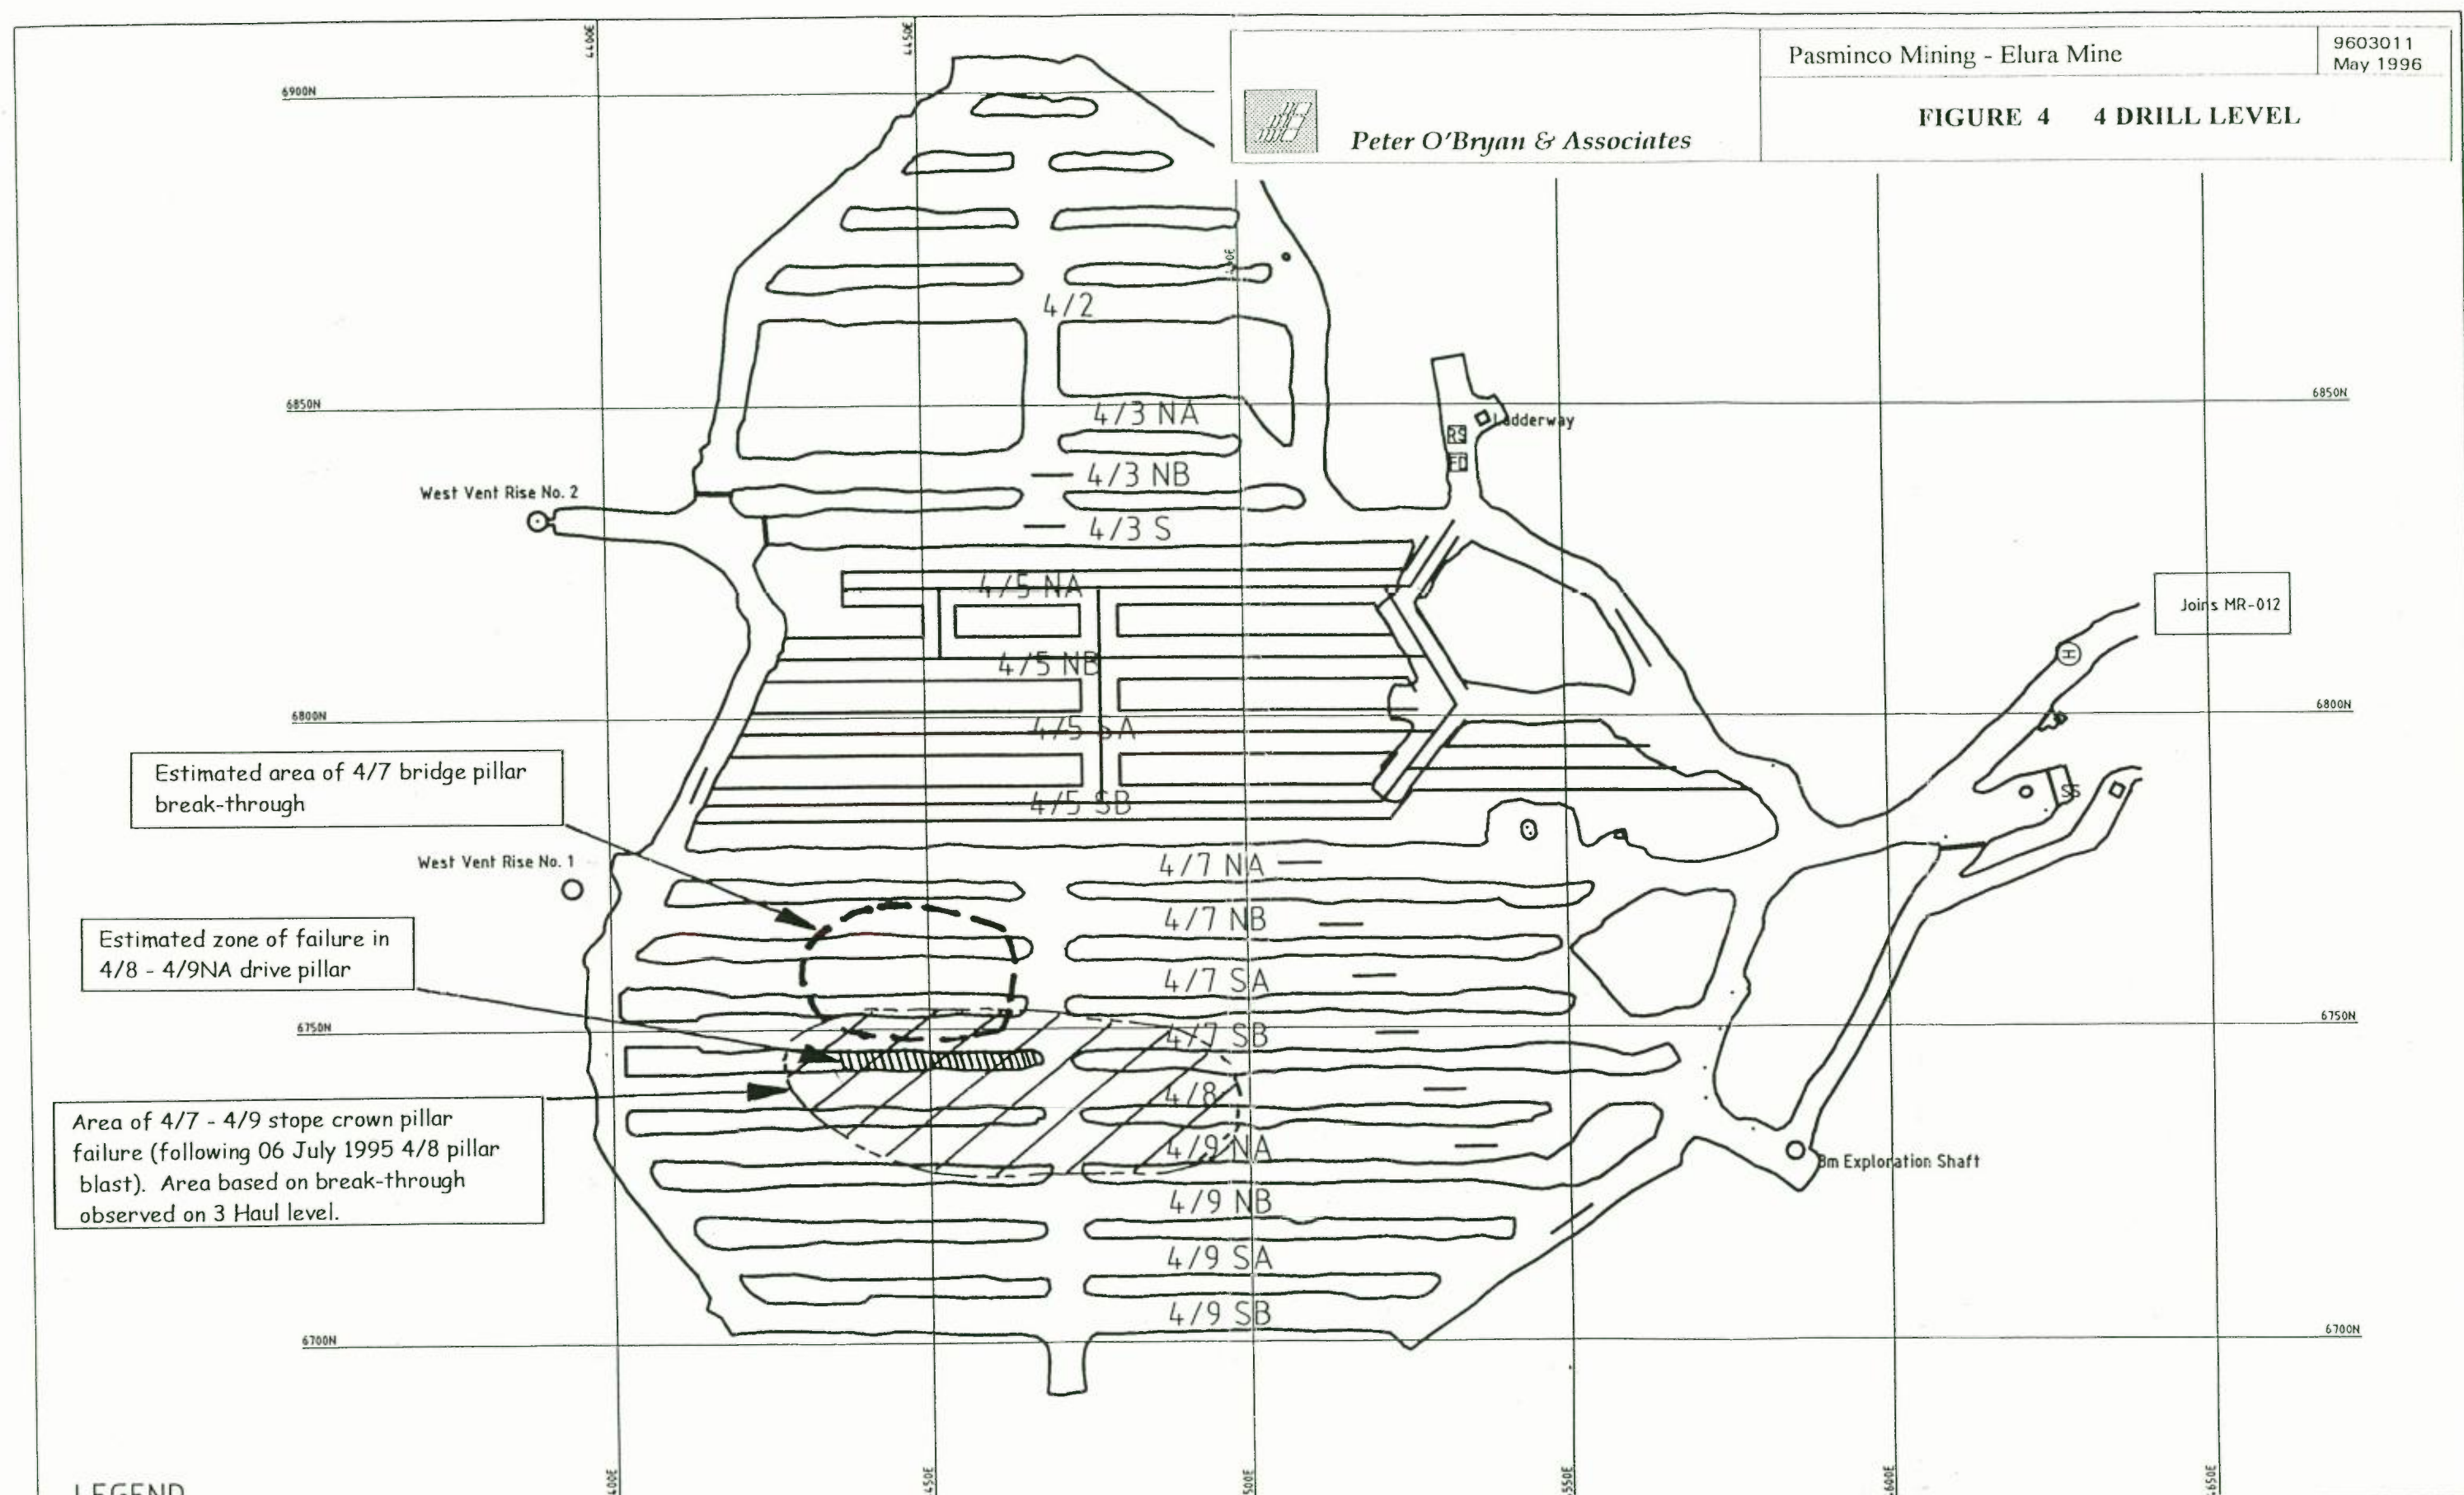 4400E
4450E
Pasminco Mining - Elura Mine
9603011
May 1996
FIGURE 4 4 DRILL LEVEL
Peter O'Bryan & Associates
6900N
4/2
6850N
6850N
4/3 NA
Ladderway
RS
4/3 NB
West Vent Rise No. 2
4/3 S
4/5 NA
Joins MR-012
H
4/5 NB
6800N
6800N
4/5 SA
Estimated area of 4/7 bridge pillar
break-through
SS
4/5 SB
West Vent Rise No. 1
4/7 NA
4/7 NB
Estimated zone of failure in
4/8 - 4/9NA drive pillar
4/7 SA
6750N
6750N
4/7 SB
4/8
Area of 4/7 - 4/9 stope crown pillar
failure (following 06 July 1995 4/8 pillar
blast). Area based on break-through
observed on 3 Haul level.
4/9 NA
8m Exploration Shaft
4/9 NB
4/9 SA
4/9 SB
6700N
6700N
LEGEND